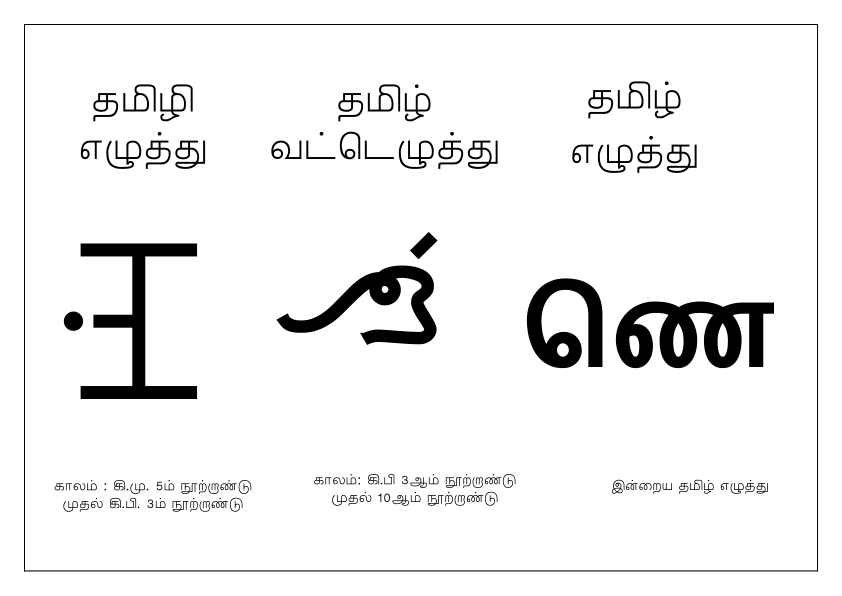 தமிழி
எழுத்து
தமிழ்
வட்டெழுத்து
தமிழ்
எழுத்து
ணெ
காலம் : கி.மு. 5ம் நூற்றாண்டு
முதல் கி.பி. 3ம் நூற்றாண்டு
காலம்: கி.பி 3ஆம் நூற்றாண்டு
முதல் 10ஆம் நூற்றாண்டு
இன்றைய தமிழ் எழுத்து